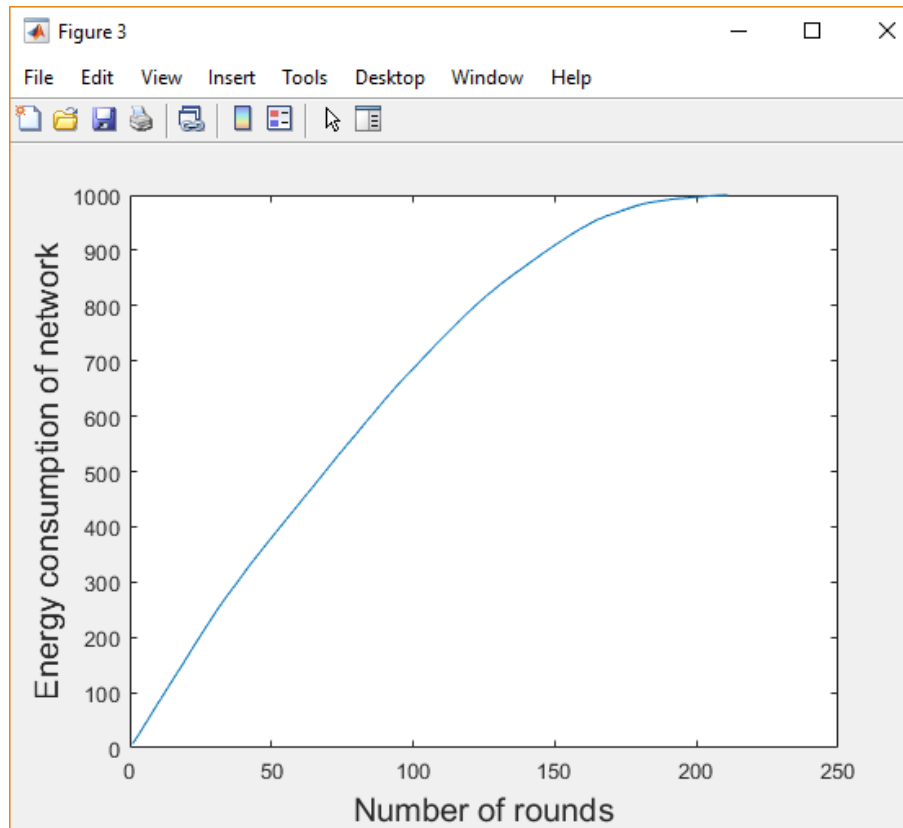 Figure 3
File Edit View Insert Tools Desktop Window Help
1000
900
800
700
600
500
400
300
200
100
0
Energy consumption of network
0 50 100 150 200 250
Number of rounds